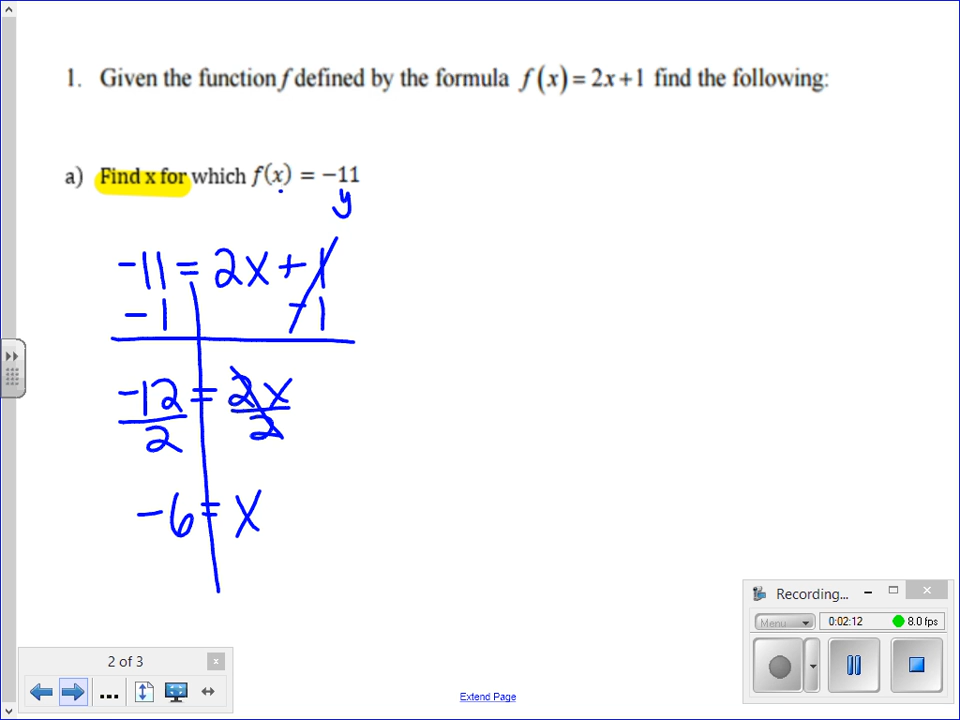 1. Given the function f defined by the formula f(x) = 2x+1 find the following:
a) Find x for which f(x) = −11
y
-11 = 2x + 1
-1 -1
-12 = 2x
2 2
-6 = x
Recording...
Menu 0:02:12 8.0 fps
2 of 3
...
Extend Page